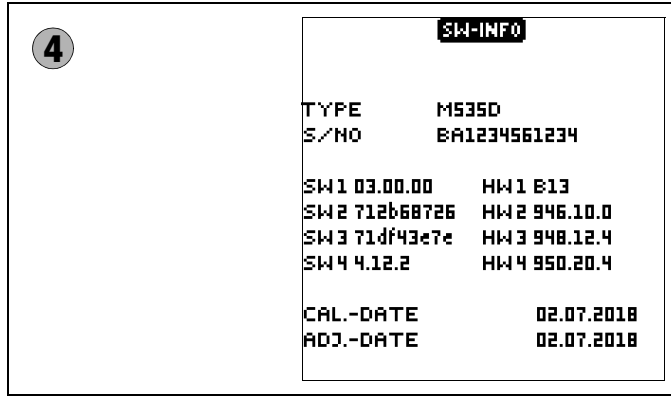 4
SW-INFO
TYPE M535D
S/NO BA1234561234
SW1 03.00.00 HW1 B13
SW2 712b68726 HW2 946.10.0
SW3 71df43e7e HW3 948.12.4
SW4 4.12.2 HW4 950.20.4
CAL.-DATE 02.07.2018
ADJ.-DATE 02.07.2018